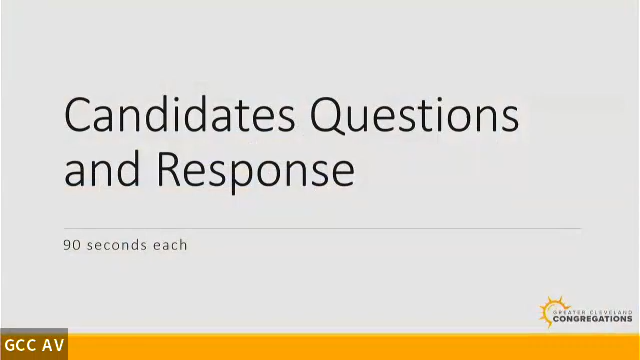 Candidates Questions
and Response
90 seconds each
GREATER CLEVELAND
CONGREGATIONS
GCC AV